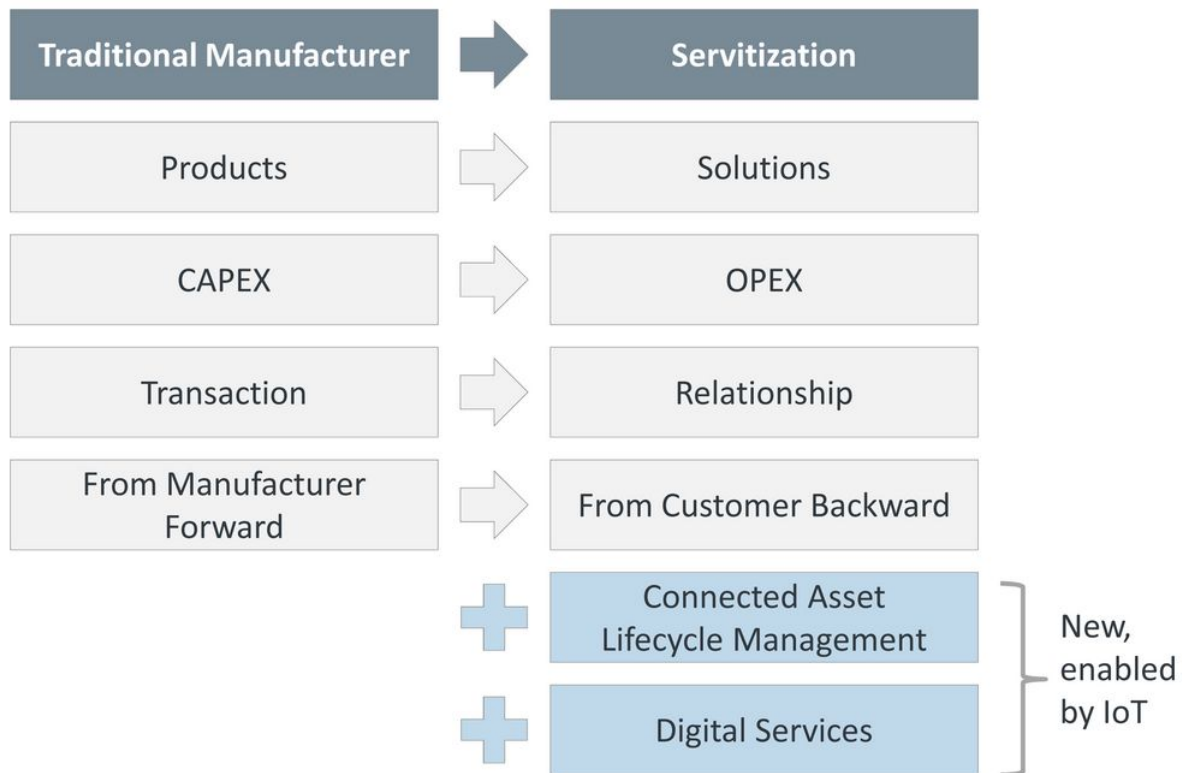 Traditional Manufacturer
Servitization
Products
Solutions
CAPEX
OPEX
Transaction
Relationship
From Manufacturer
Forward
From Customer Backward
Connected Asset
Lifecycle Management
Digital Services
New,
enabled
by IoT